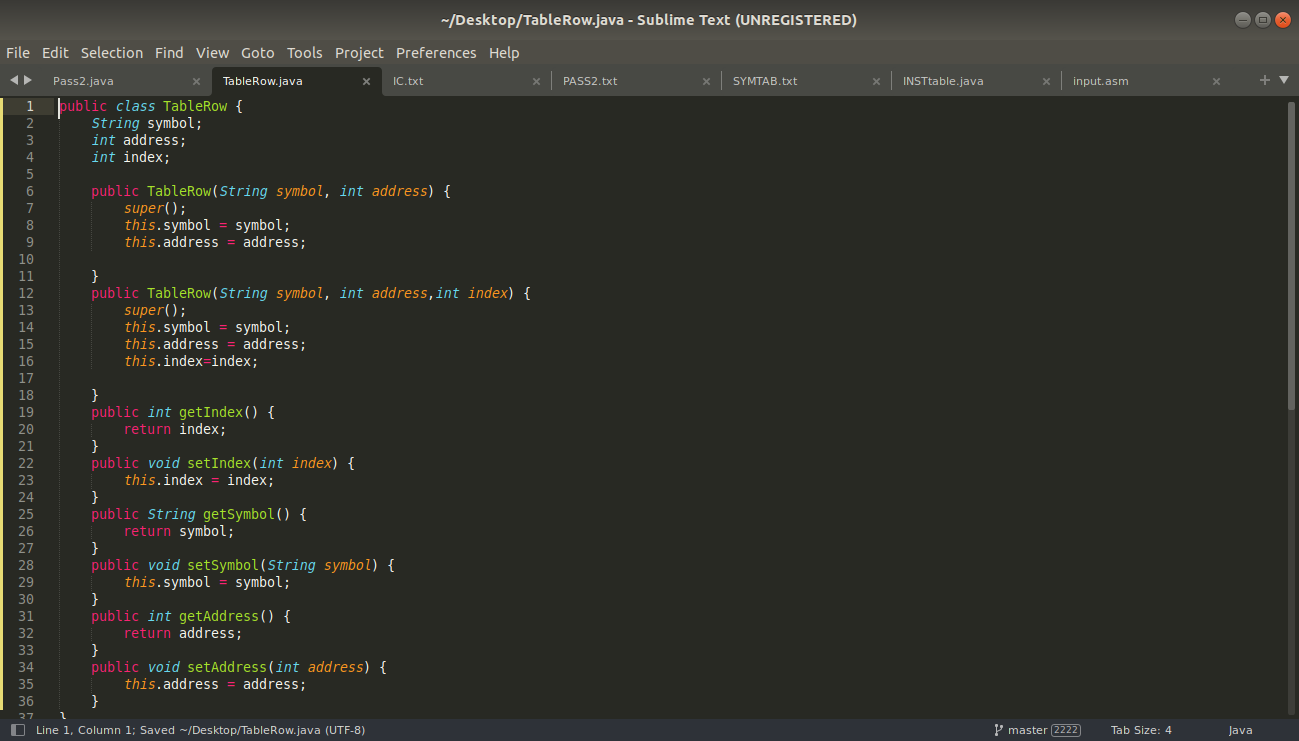 ~/Desktop/TableRow.java - Sublime Text (UNREGISTERED)
File Edit Selection Find View Goto Tools Project Preferences Help
Pass2.java × TableRow.java × IC.txt × PASS2.txt × SYMTAB.txt × INSTtable.java × input.asm × +
1 public class TableRow {
2     String symbol;
3     int address;
4     int index;
5
6     public TableRow(String symbol, int address) {
7         super();
8         this.symbol = symbol;
9         this.address = address;
10
11     }
12     public TableRow(String symbol, int address,int index) {
13         super();
14         this.symbol = symbol;
15         this.address = address;
16         this.index=index;
17
18     }
19     public int getIndex() {
20         return index;
21     }
22     public void setIndex(int index) {
23         this.index = index;
24     }
25     public String getSymbol() {
26         return symbol;
27     }
28     public void setSymbol(String symbol) {
29         this.symbol = symbol;
30     }
31     public int getAddress() {
32         return address;
33     }
34     public void setAddress(int address) {
35         this.address = address;
36     }
37 }
Line 1, Column 1; Saved ~/Desktop/TableRow.java (UTF-8) master 2222 Tab Size: 4 Java